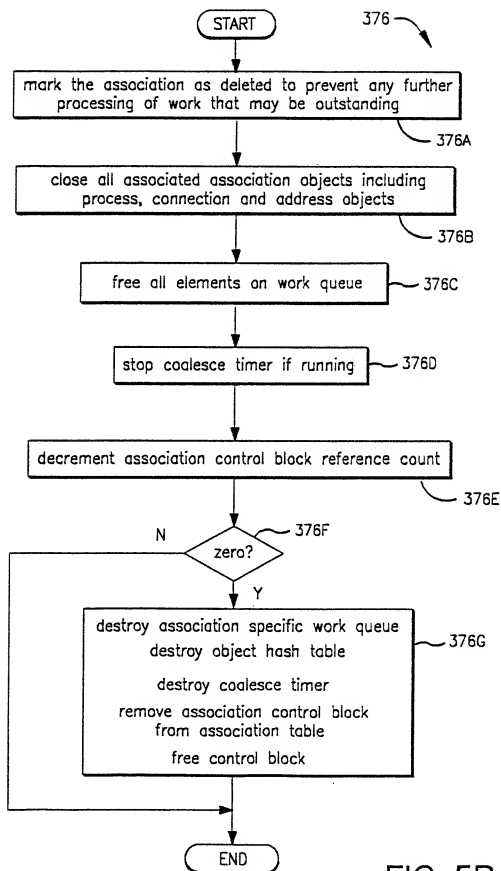 START
376
mark the association as deleted to prevent any further
processing of work that may be outstanding
376A
close all associated association objects including
process, connection and address objects
376B
free all elements on work queue
376C
stop coalesce timer if running
376D
decrement association control block reference count
376E
376F
N
zero?
Y
destroy association specific work queue
376G
destroy object hash table
destroy coalesce timer
remove association control block
from association table
free control block
END